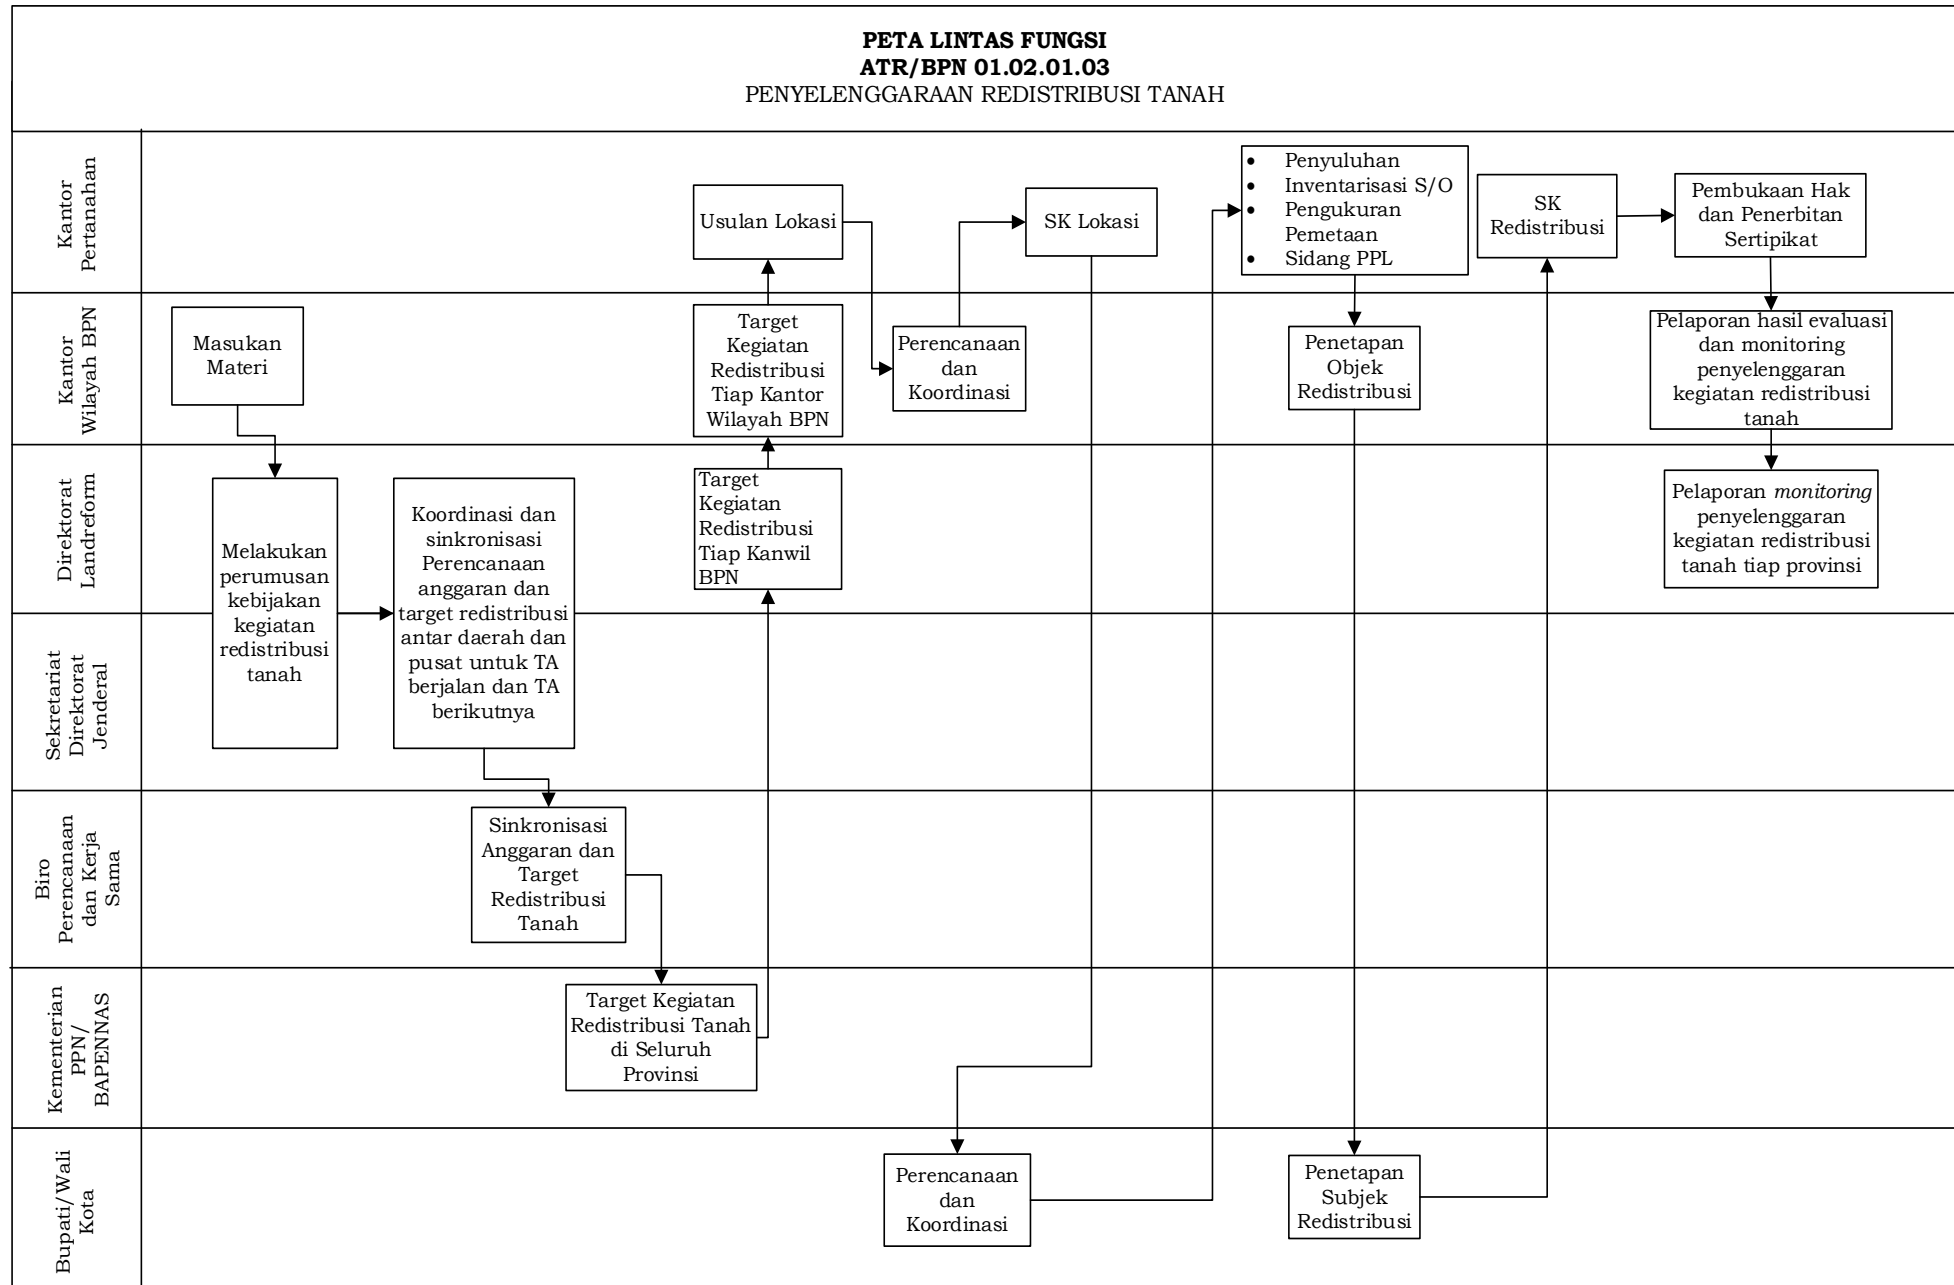 PETA LINTAS FUNGSI
ATR/BPN 01.02.01.03
PENYELENGGARAAN REDISTRIBUSI TANAH
Kantor
Pertanahan
Usulan Lokasi
SK Lokasi
• Penyuluhan
• Inventarisasi S/O
• Pengukuran
Pemetaan
• Sidang PPL
SK
Redistribusi
Pembukaan Hak
dan Penerbitan
Sertipikat
Kantor
Wilayah BPN
Masukan
Materi
Target
Kegiatan
Redistribusi
Tiap Kantor
Wilayah BPN
Perencanaan
dan
Koordinasi
Penetapan
Objek
Redistribusi
Pelaporan hasil evaluasi
dan monitoring
penyelenggaran
kegiatan redistribusi
tanah
Direktorat
Landreform
Melakukan
perumusan
kebijakan
kegiatan
redistribusi
tanah
Koordinasi dan
sinkronisasi
Perencanaan
anggaran dan
target redistribusi
antar daerah dan
pusat untuk TA
berjalan dan TA
berikutnya
Target
Kegiatan
Redistribusi
Tiap Kanwil
BPN
Pelaporan monitoring
penyelenggaran
kegiatan redistribusi
tanah tiap provinsi
Sekretariat
Direktorat
Jenderal
Biro
Perencanaan
dan Kerja
Sama
Sinkronisasi
Anggaran dan
Target
Redistribusi
Tanah
Kementerian
PPN/
BAPENNAS
Target Kegiatan
Redistribusi Tanah
di Seluruh
Provinsi
Bupati/Wali
Kota
Perencanaan
dan
Koordinasi
Penetapan
Subjek
Redistribusi